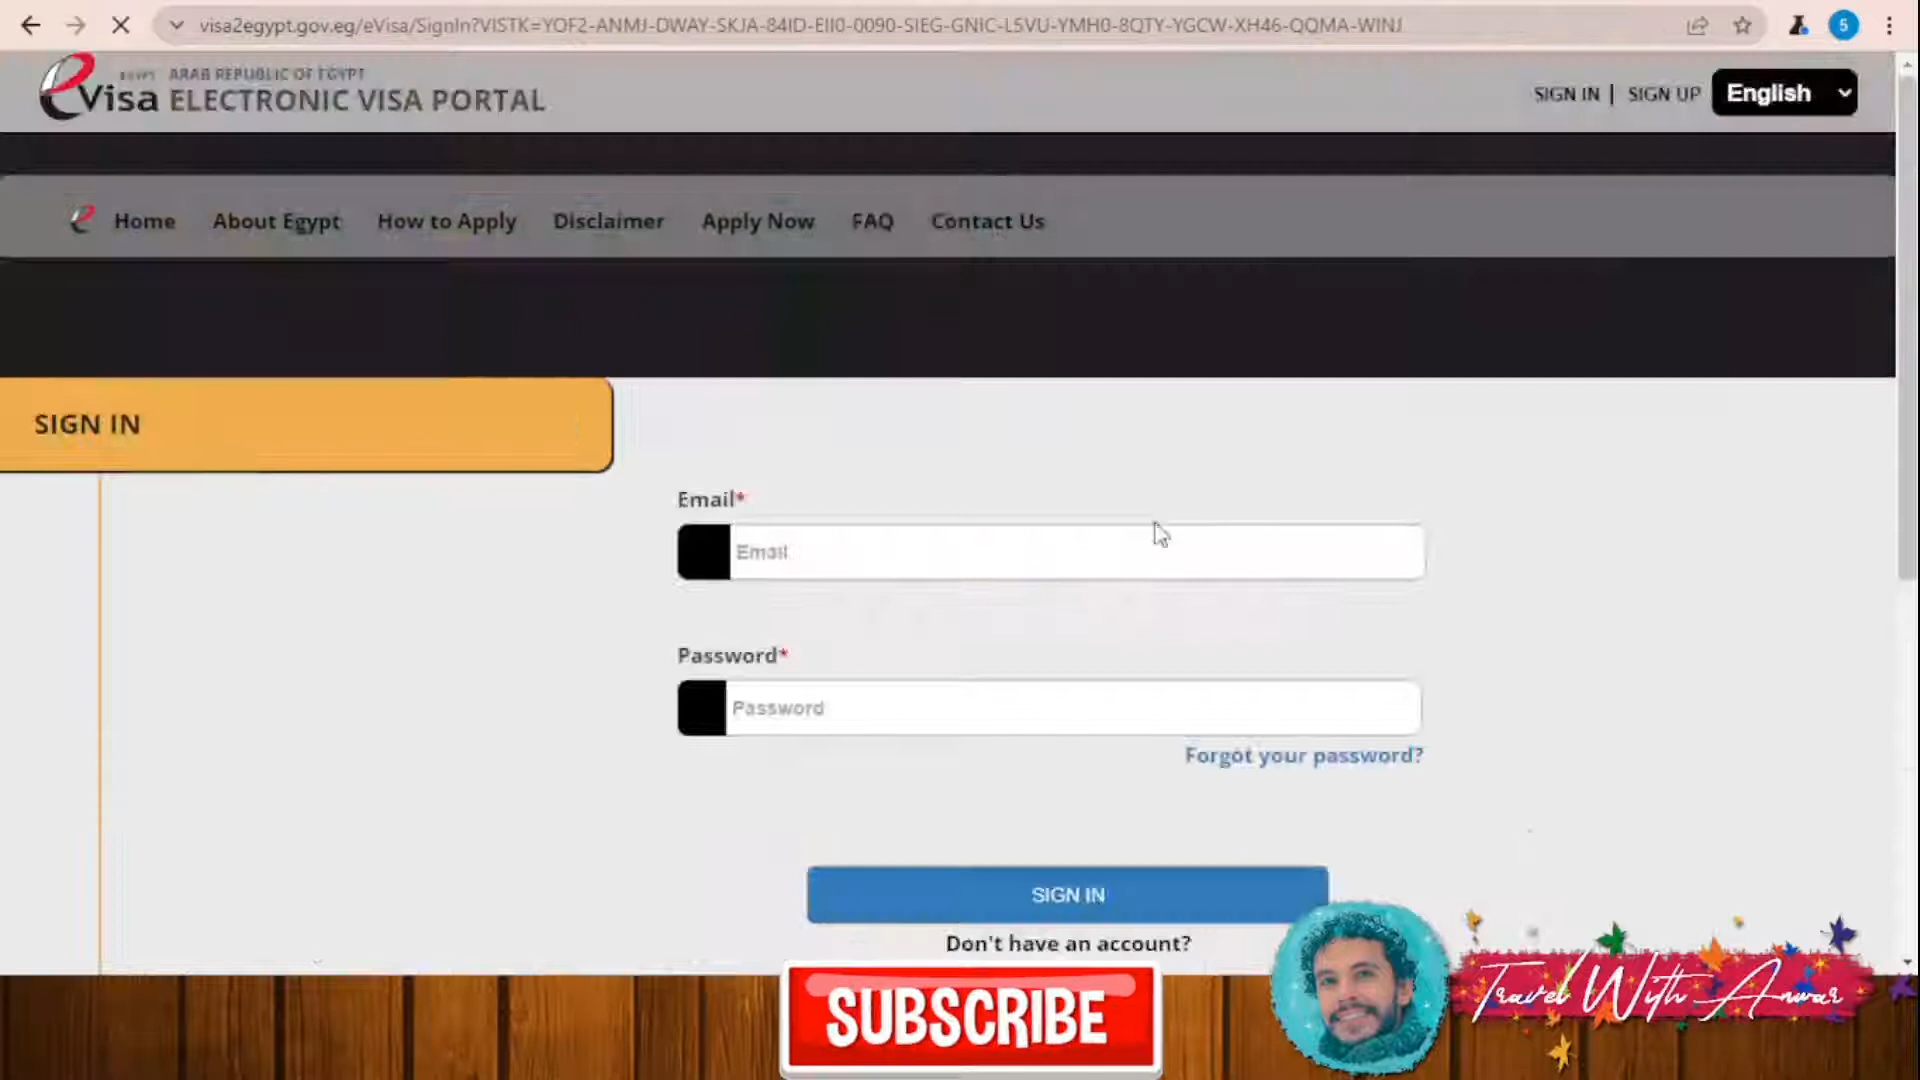 visa2egypt.gov.eg/eVisa/SignIn?VISTK=YOF2-ANMJ-DWAY-SKJA-84ID-EII0-0090-SIEG-GNIC-L5VU-YMH0-8QTY-YGCW-XH46-QQMA-WINJ
5
EGYPT ARAB REPUBLIC OF EGYPT
eVisa ELECTRONIC VISA PORTAL
SIGN IN | SIGN UP English
e Home About Egypt How to Apply Disclaimer Apply Now FAQ Contact Us
SIGN IN
Email*
Email
Password*
Password
Forgot your password?
SIGN IN
Don't have an account?
SUBSCRIBE
Travel With Anwar